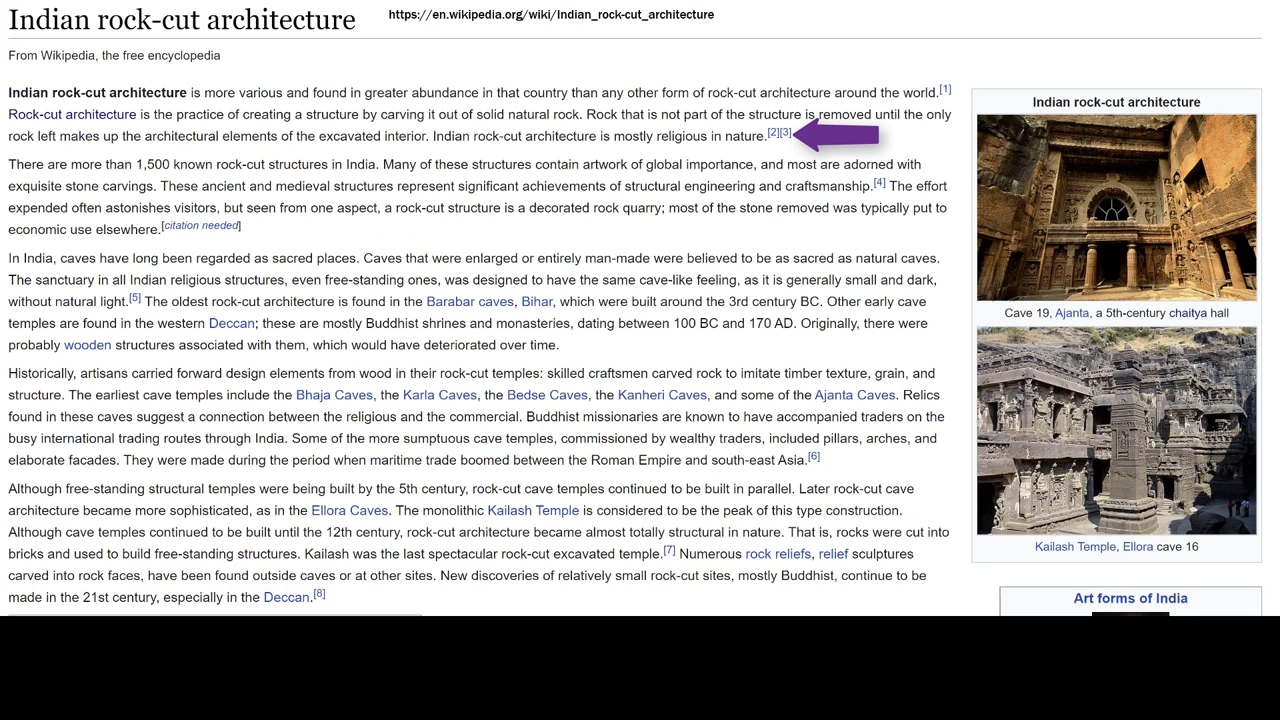 Indian rock-cut architecture
https://en.wikipedia.org/wiki/Indian_rock-cut_architecture
From Wikipedia, the free encyclopedia
Indian rock-cut architecture is more various and found in greater abundance in that country than any other form of rock-cut architecture around the world.[1]
Rock-cut architecture is the practice of creating a structure by carving it out of solid natural rock. Rock that is not part of the structure is removed until the only
rock left makes up the architectural elements of the excavated interior. Indian rock-cut architecture is mostly religious in nature.[2][3]
There are more than 1,500 known rock-cut structures in India. Many of these structures contain artwork of global importance, and most are adorned with
exquisite stone carvings. These ancient and medieval structures represent significant achievements of structural engineering and craftsmanship.[4] The effort
expended often astonishes visitors, but seen from one aspect, a rock-cut structure is a decorated rock quarry; most of the stone removed was typically put to
economic use elsewhere.[citation needed]
In India, caves have long been regarded as sacred places. Caves that were enlarged or entirely man-made were believed to be as sacred as natural caves.
The sanctuary in all Indian religious structures, even free-standing ones, was designed to have the same cave-like feeling, as it is generally small and dark,
without natural light.[5] The oldest rock-cut architecture is found in the Barabar caves, Bihar, which were built around the 3rd century BC. Other early cave
temples are found in the western Deccan; these are mostly Buddhist shrines and monasteries, dating between 100 BC and 170 AD. Originally, there were
probably wooden structures associated with them, which would have deteriorated over time.
Historically, artisans carried forward design elements from wood in their rock-cut temples: skilled craftsmen carved rock to imitate timber texture, grain, and
structure. The earliest cave temples include the Bhaja Caves, the Karla Caves, the Bedse Caves, the Kanheri Caves, and some of the Ajanta Caves. Relics
found in these caves suggest a connection between the religious and the commercial. Buddhist missionaries are known to have accompanied traders on the
busy international trading routes through India. Some of the more sumptuous cave temples, commissioned by wealthy traders, included pillars, arches, and
elaborate facades. They were made during the period when maritime trade boomed between the Roman Empire and south-east Asia.[6]
Although free-standing structural temples were being built by the 5th century, rock-cut cave temples continued to be built in parallel. Later rock-cut cave
architecture became more sophisticated, as in the Ellora Caves. The monolithic Kailash Temple is considered to be the peak of this type construction.
Although cave temples continued to be built until the 12th century, rock-cut architecture became almost totally structural in nature. That is, rocks were cut into
bricks and used to build free-standing structures. Kailash was the last spectacular rock-cut excavated temple.[7] Numerous rock reliefs, relief sculptures
carved into rock faces, have been found outside caves or at other sites. New discoveries of relatively small rock-cut sites, mostly Buddhist, continue to be
made in the 21st century, especially in the Deccan.[8]
Indian rock-cut architecture
Cave 19, Ajanta, a 5th-century chaitya hall
Kailash Temple, Ellora cave 16
Art forms of India